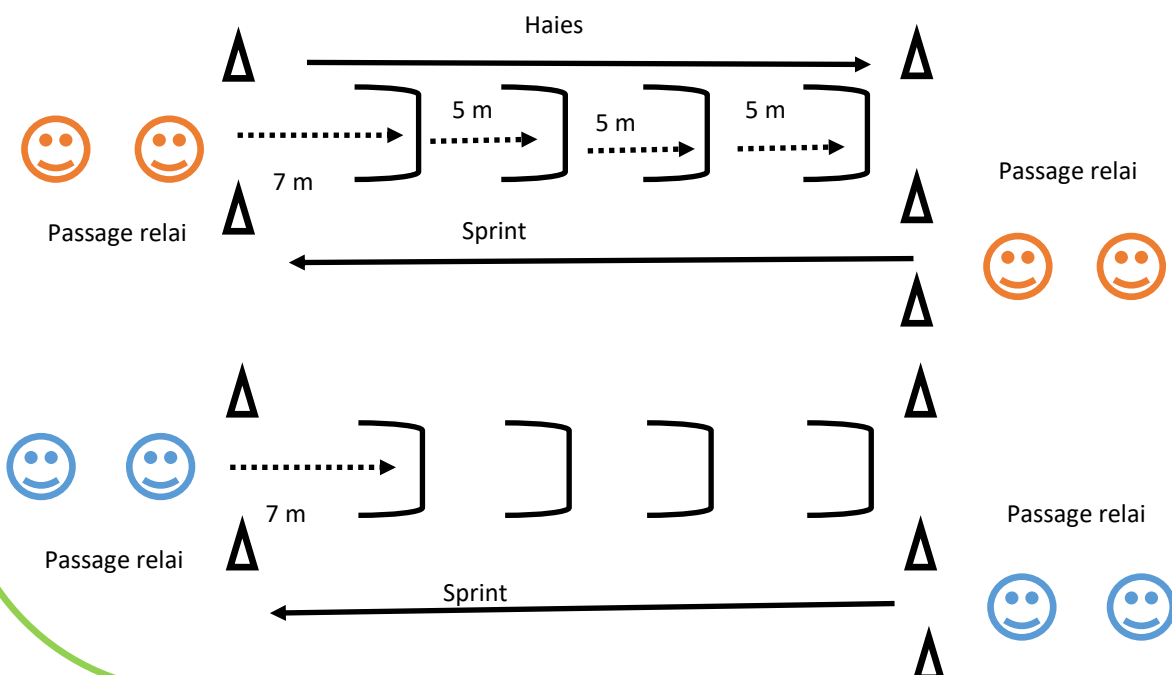 Haies
5 m
5 m
5 m
7 m
Passage relai
Passage relai
Sprint
7 m
Passage relai
Passage relai
Sprint